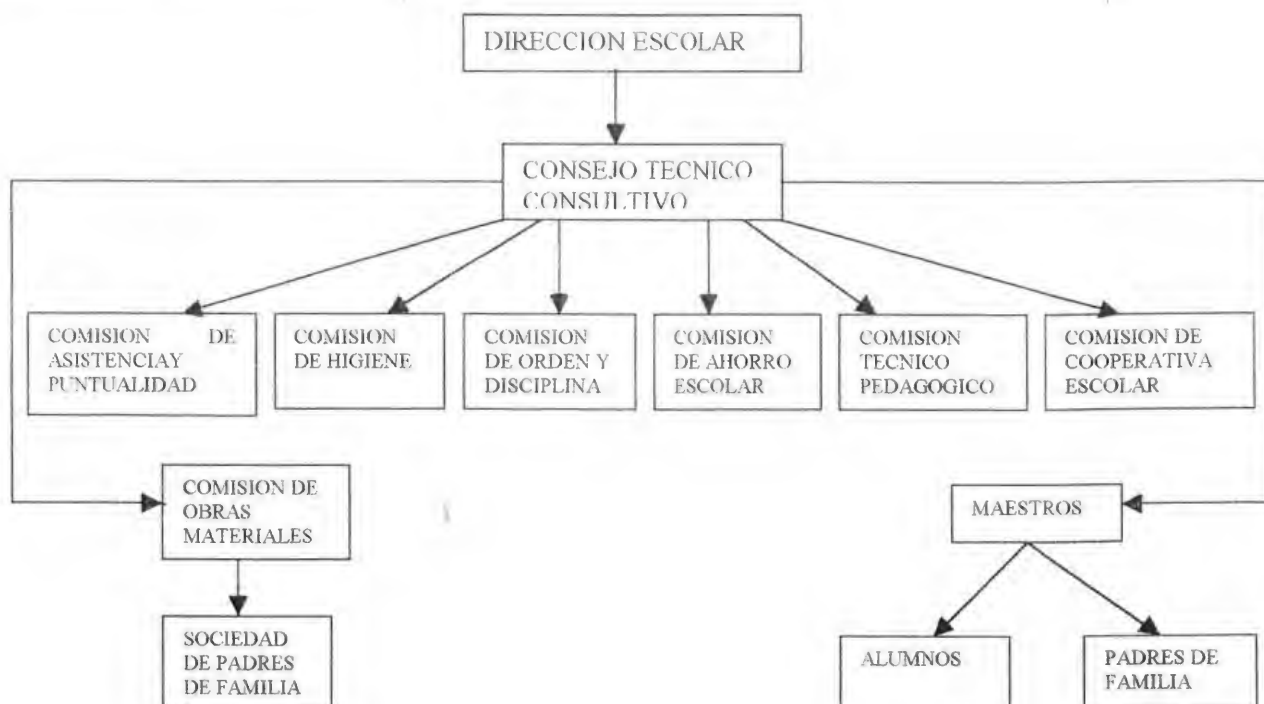 DIRECCION ESCOLAR
CONSEJO TECNICO
CONSULTIVO
COMISION DE
ASISTENCIAY
PUNTUALIDAD
COMISION
DE HIGIENE
COMISION
DE ORDEN Y
DISCIPLINA
COMISION
DE AHORRO
ESCOLAR
COMISION
TECNICO
PEDAGOGICO
COMISION DE
COOPERATIVA
ESCOLAR
COMISION DE
OBRAS
MATERIALES
MAESTROS
SOCIEDAD
DE PADRES
DE FAMILIA
ALUMNOS
PADRES DE
FAMILIA